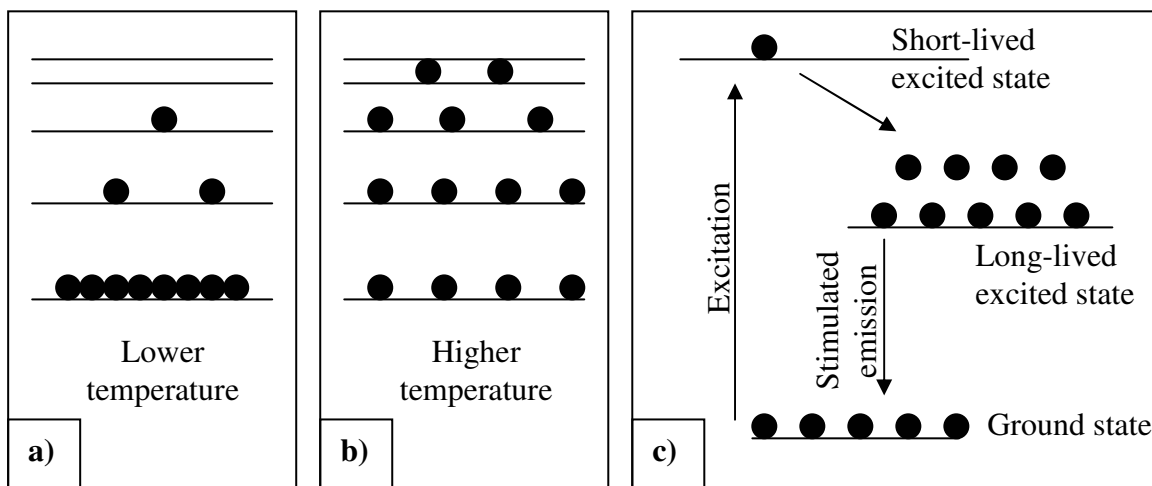 Lower
temperature
a)
Higher
temperature
b)
Short-lived
excited state
Excitation
Stimulated
emission
Long-lived
excited state
Ground state
c)